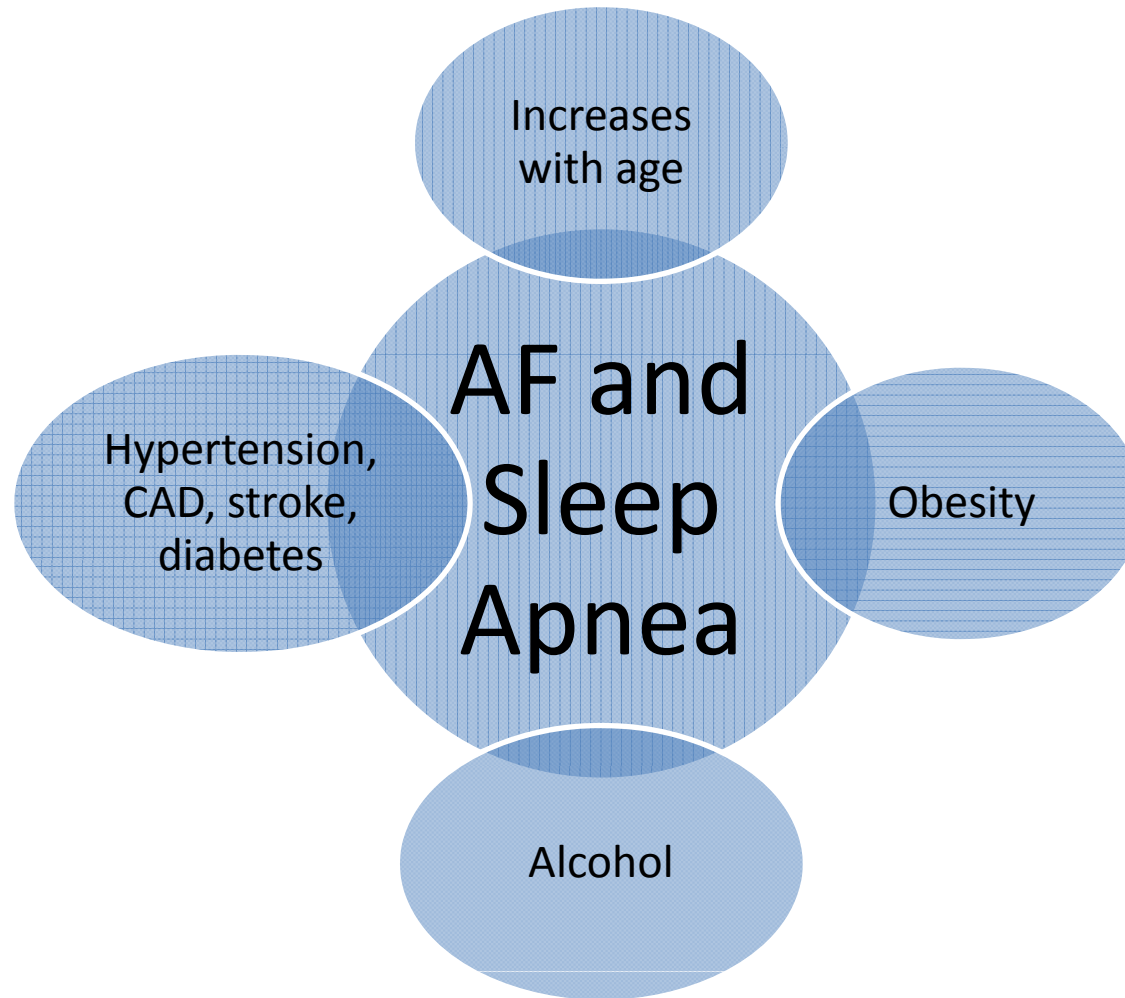 Increases
with age
AF and
Sleep
Apnea
Hypertension,
CAD, stroke,
diabetes
Obesity
Alcohol